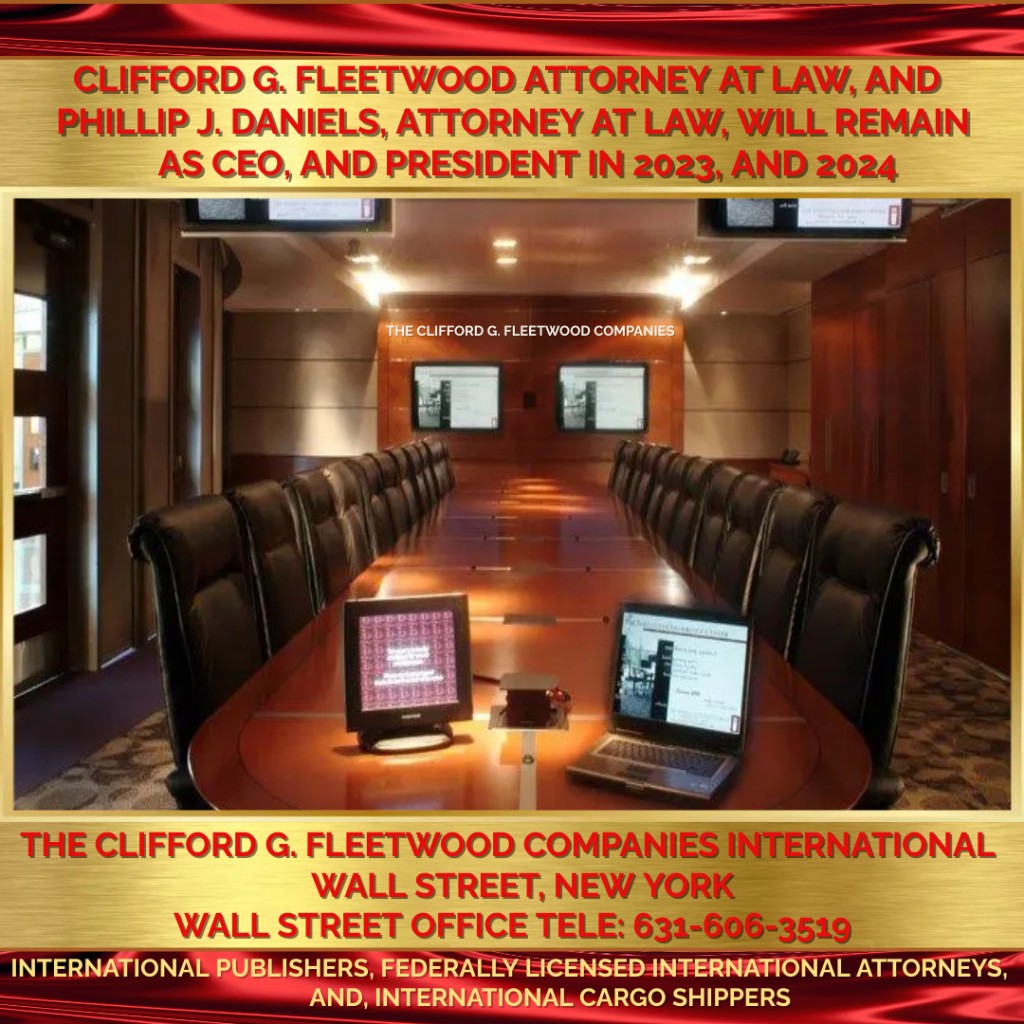 CLIFFORD G. FLEETWOOD ATTORNEY AT LAW, AND
PHILLIP J. DANIELS, ATTORNEY AT LAW, WILL REMAIN
AS CEO, AND PRESIDENT IN 2023, AND 2024
THE CLIFFORD G. FLEETWOOD COMPANIES
THE CLIFFORD G. FLEETWOOD COMPANIES INTERNATIONAL
WALL STREET, NEW YORK
WALL STREET OFFICE TELE: 631-606-3519
INTERNATIONAL PUBLISHERS, FEDERALLY LICENSED INTERNATIONAL ATTORNEYS,
AND, INTERNATIONAL CARGO SHIPPERS